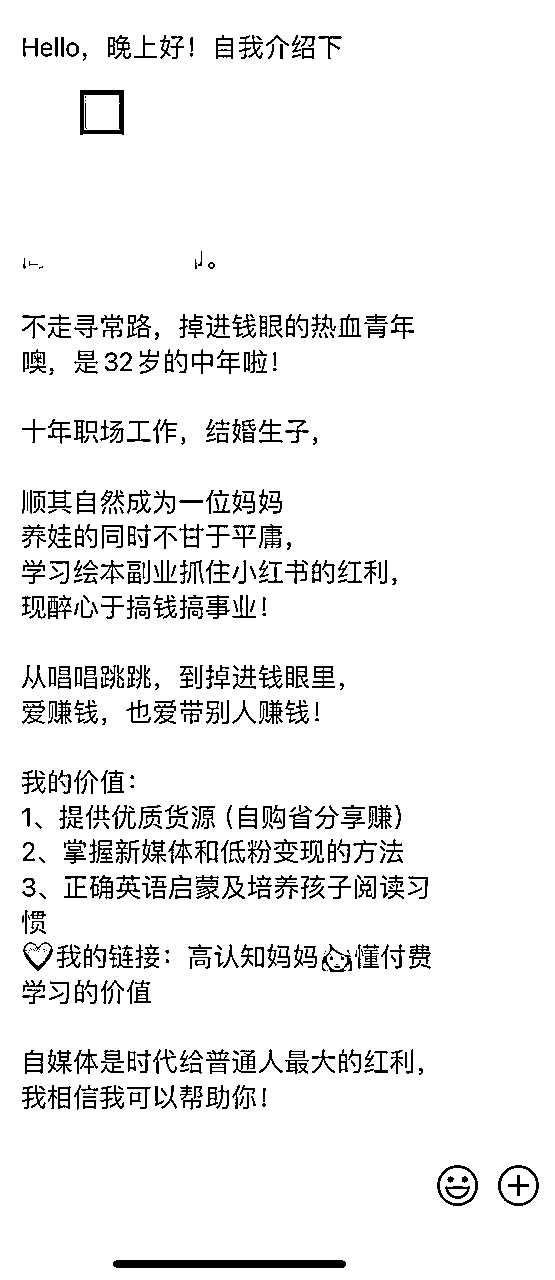 Hello，晚上好！自我介绍下
不走寻常路，掉进钱眼的热血青年
噢，是32岁的中年啦！
十年职场工作，结婚生子，
顺其自然成为一位妈妈
养娃的同时不甘于平庸，
学习绘本副业抓住小红书的红利，
现醉心于搞钱搞事业！
从唱唱跳跳，到掉进钱眼里，
爱赚钱，也爱带别人赚钱！
我的价值：
1、提供优质货源（自购省分享赚）
2、掌握新媒体和低粉变现的方法
3、正确英语启蒙及培养孩子阅读习
惯
🤍我的链接：高认知妈妈👩懂付费
学习的价值
自媒体是时代给普通人最大的红利，
我相信我可以帮助你！